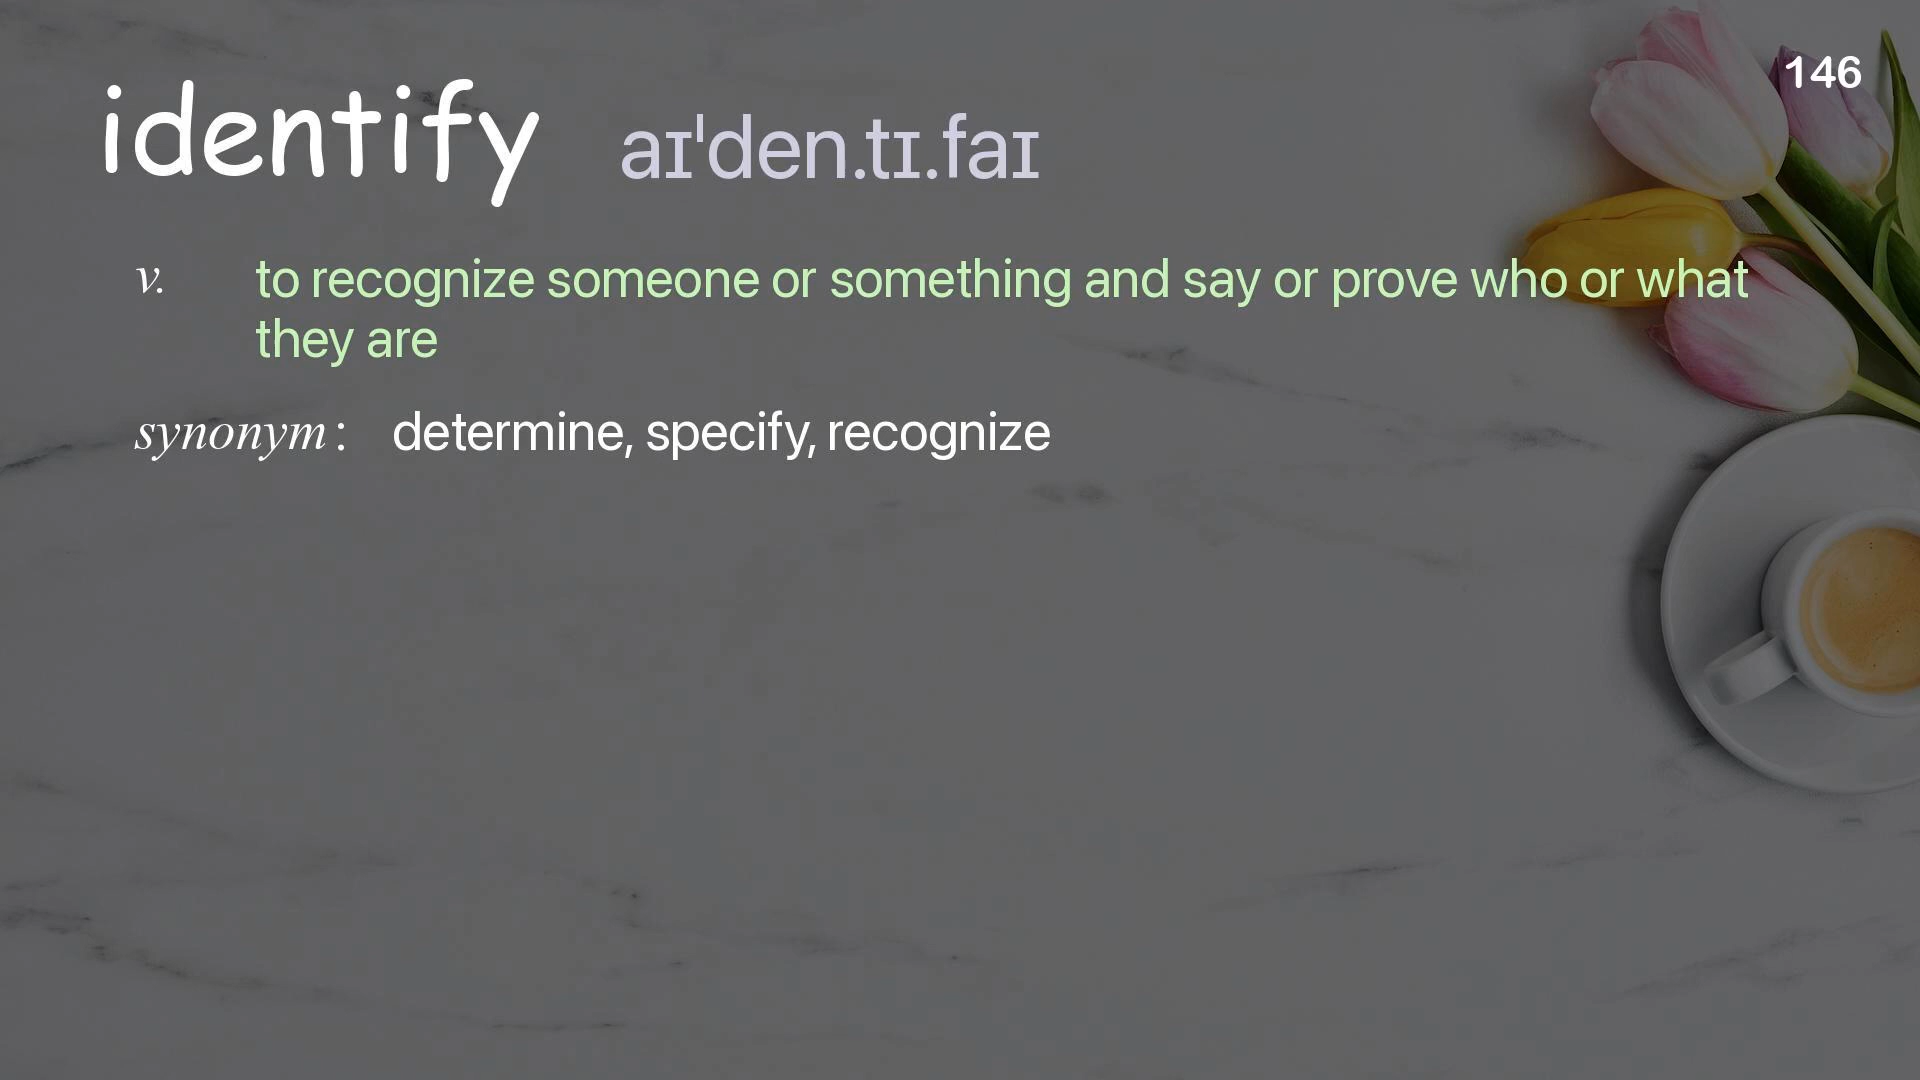 146
identify aɪˈden.tɪ.faɪ
v. to recognize someone or something and say or prove who or what
they are
synonym: determine, specify, recognize